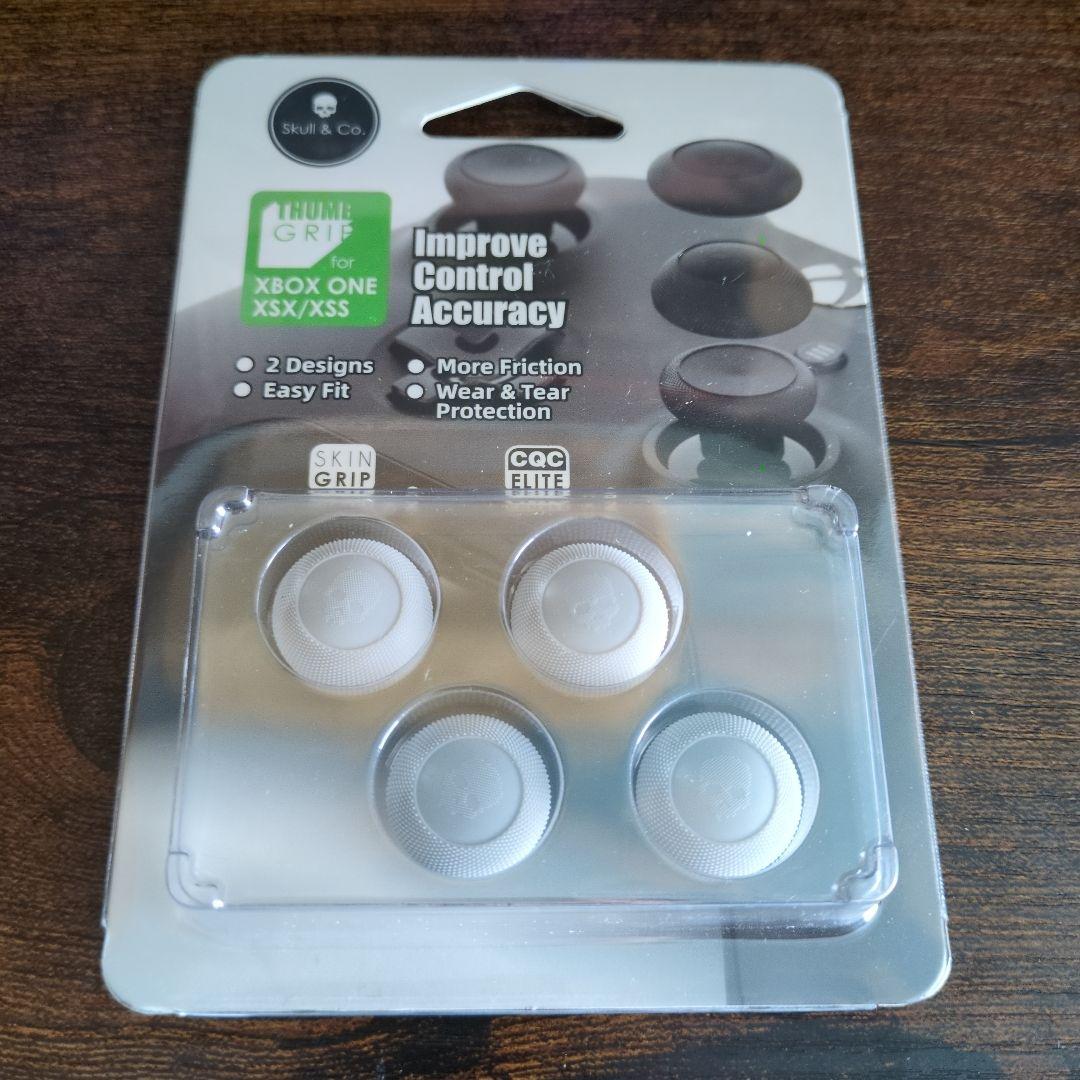 Skull & Co.
THUMB
GRIP
for
XBOX ONE
XSX/XSS
Improve
Control
Accuracy
2 Designs
Easy Fit
More Friction
Wear & Tear
Protection
SKIN
GRIP
CQC
ELITE